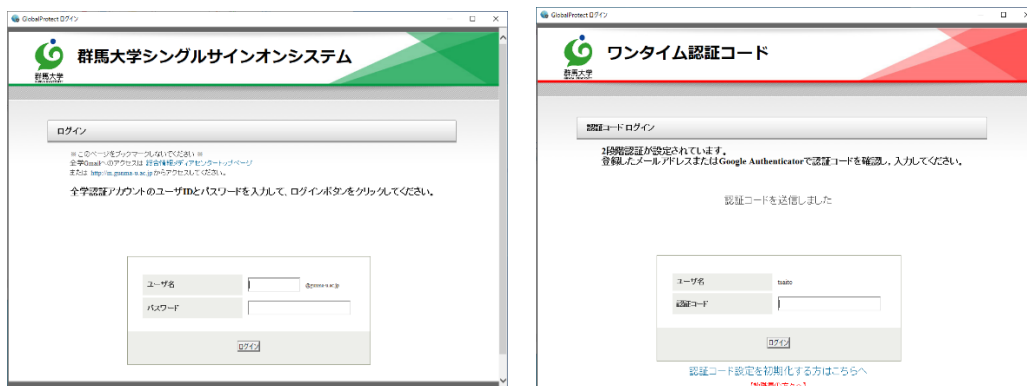 GlobalProtect ログイン
群馬大学シングルサインオンシステム
群馬大学
ログイン
※このページをブックマークしないでください ※
全学Gmailへのアクセスは 総合情報メディアセンタートップページ
または http://m.gunma-u.ac.jp からアクセスしてください。
全学認証アカウントのユーザIDとパスワードを入力して、ログインボタンをクリックしてください。
ユーザ名
@gunma-u.ac.jp
パスワード
ログイン
GlobalProtect ログイン
ワンタイム認証コード
群馬大学
認証コードログイン
2段階認証が設定されています。
登録したメールアドレスまたはGoogle Authenticatorで認証コードを確認し、入力してください。
認証コードを送信しました
ユーザ名
認証コード
ログイン
認証コード設定を初期化する方はこちらへ